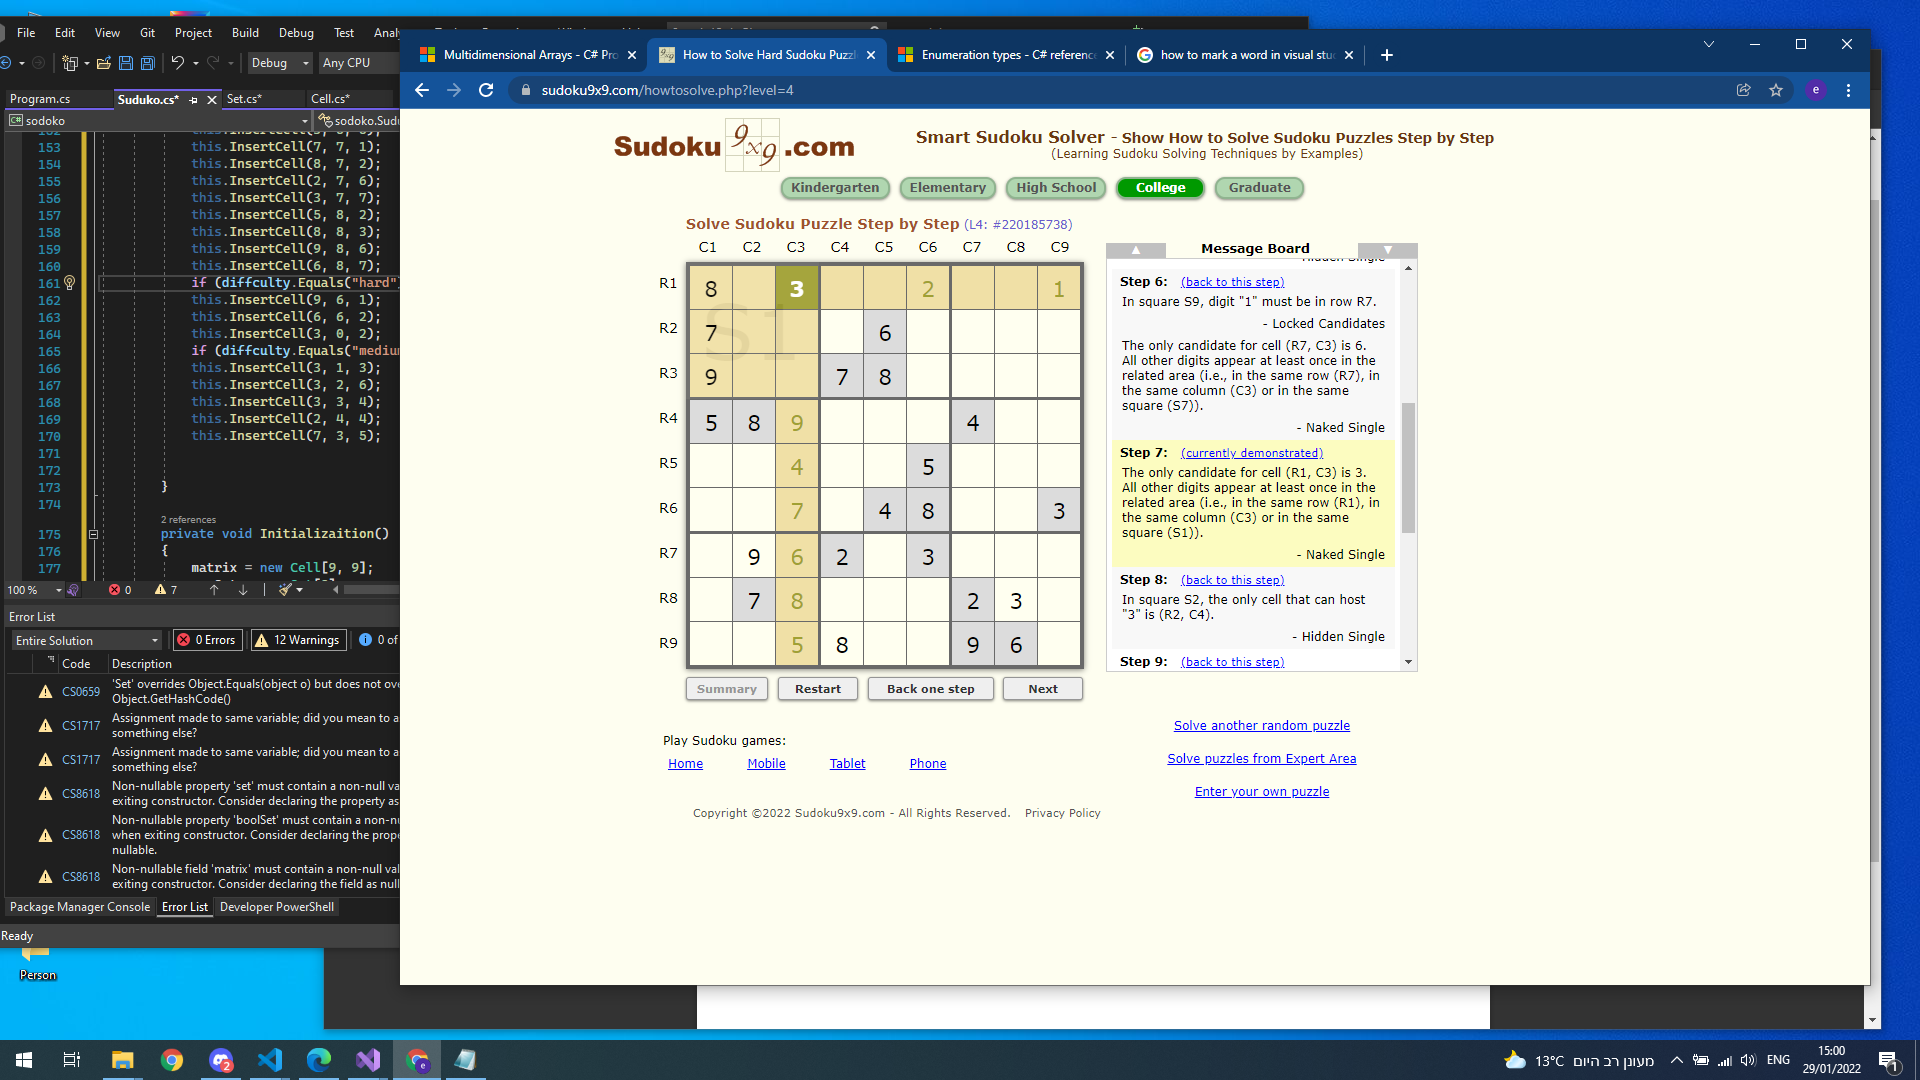 File Edit View Git Project Build Debug Test
Debug Any CPU
Program.cs Suduko.cs* Set.cs* Cell.cs*
sodoko
153 this.InsertCell(7, 7, 1);
154 this.InsertCell(8, 7, 2);
155 this.InsertCell(2, 7, 6);
156 this.InsertCell(3, 7, 7);
157 this.InsertCell(5, 8, 2);
158 this.InsertCell(8, 8, 3);
159 this.InsertCell(9, 8, 6);
160 this.InsertCell(6, 8, 7);
161 if (diffculty.Equals("hard")
162 this.InsertCell(9, 6, 1);
163 this.InsertCell(6, 6, 2);
164 this.InsertCell(3, 0, 2);
165 if (diffculty.Equals("medium
166 this.InsertCell(3, 1, 3);
167 this.InsertCell(3, 2, 6);
168 this.InsertCell(3, 3, 4);
169 this.InsertCell(2, 4, 4);
170 this.InsertCell(7, 3, 5);
171
172
173 }
174
2 references
175 private void Initializaition()
176 {
177 matrix = new Cell[9, 9];
100 % 0 7
Error List
Entire Solution 0 Errors 12 Warnings 0 of
Code Description
CS0659 'Set' overrides Object.Equals(object o) but does not ove
Object.GetHashCode()
CS1717 Assignment made to same variable; did you mean to a
something else?
CS1717 Assignment made to same variable; did you mean to a
something else?
CS8618 Non-nullable property 'set' must contain a non-null va
exiting constructor. Consider declaring the property as
CS8618 Non-nullable property 'boolSet' must contain a non-nu
when exiting constructor. Consider declaring the prope
nullable.
CS8618 Non-nullable field 'matrix' must contain a non-null val
exiting constructor. Consider declaring the field as null
Package Manager Console Error List Developer PowerShell
Ready
Person
Multidimensional Arrays - C# Pro How to Solve Hard Sudoku Puzzl Enumeration types - C# reference how to mark a word in visual stu
sudoku9x9.com/howtosolve.php?level=4
e
Sudoku 9x9 .com
Smart Sudoku Solver - Show How to Solve Sudoku Puzzles Step by Step
(Learning Sudoku Solving Techniques by Examples)
Kindergarten Elementary High School College Graduate
Solve Sudoku Puzzle Step by Step (L4: #220185738)
C1 C2 C3 C4 C5 C6 C7 C8 C9
R1 8 3 2 1
S1
R2 7 6
R3 9 7 8
R4 5 8 9 4
R5 4 5
R6 7 4 8 3
R7 9 6 2 3
R8 7 8 2 3
R9 5 8 9 6
Summary Restart Back one step Next
Message Board
Step 6: (back to this step)
In square S9, digit "1" must be in row R7.
- Locked Candidates
The only candidate for cell (R7, C3) is 6.
All other digits appear at least once in the
related area (i.e., in the same row (R7), in
the same column (C3) or in the same
square (S7)).
- Naked Single
Step 7: (currently demonstrated)
The only candidate for cell (R1, C3) is 3.
All other digits appear at least once in the
related area (i.e., in the same row (R1), in
the same column (C3) or in the same
square (S1)).
- Naked Single
Step 8: (back to this step)
In square S2, the only cell that can host
"3" is (R2, C4).
- Hidden Single
Step 9: (back to this step)
Solve another random puzzle
Solve puzzles from Expert Area
Enter your own puzzle
Play Sudoku games:
Home Mobile Tablet Phone
Copyright ©2022 Sudoku9x9.com - All Rights Reserved. Privacy Policy
2
13°C מעונן רב היום
ENG
15:00
29/01/2022
1